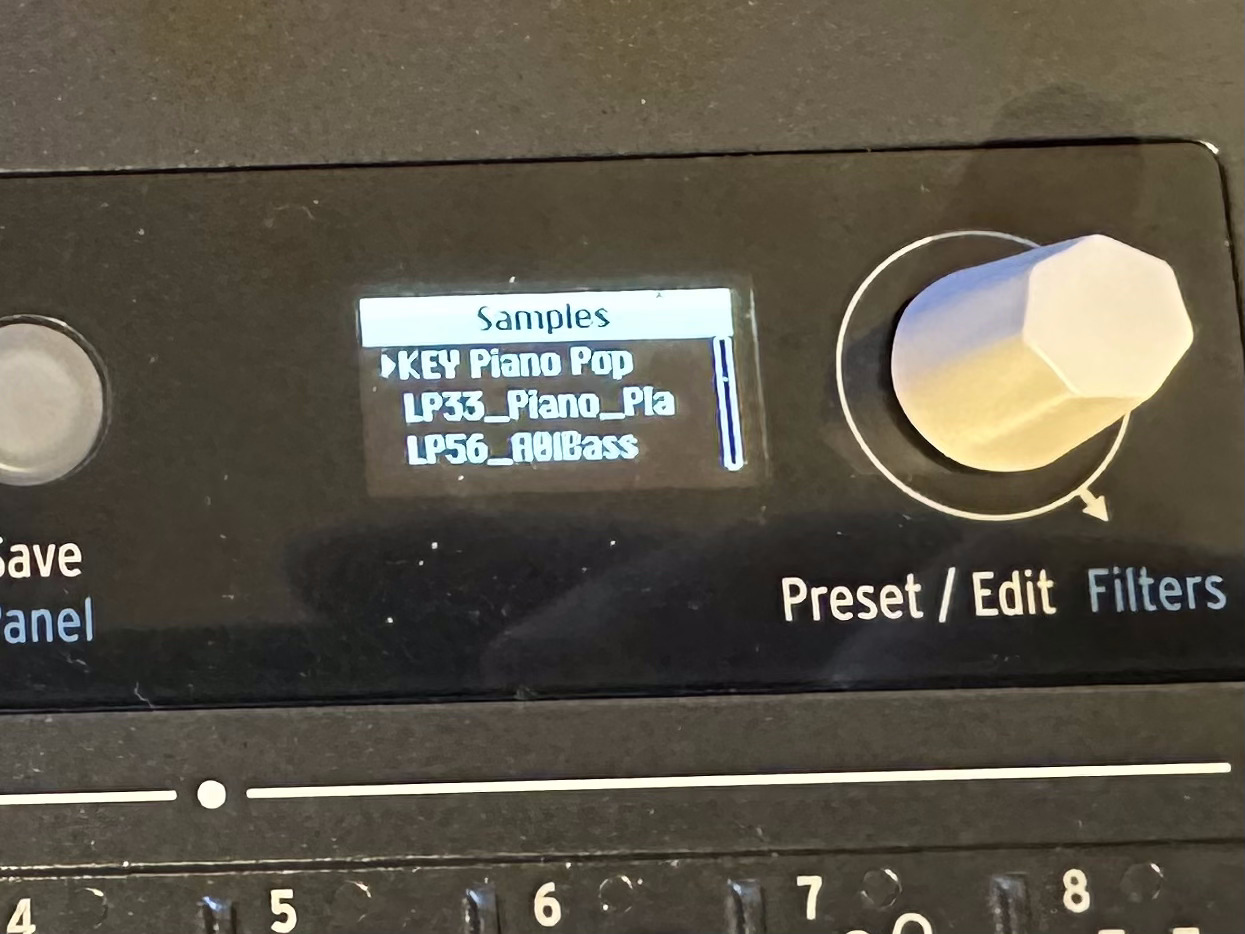 Samples
KEY Piano Pop
LP33_Piano_Pla
LP56_A01Bass
Save
Panel
Preset / Edit Filters
4 5 6 7 8